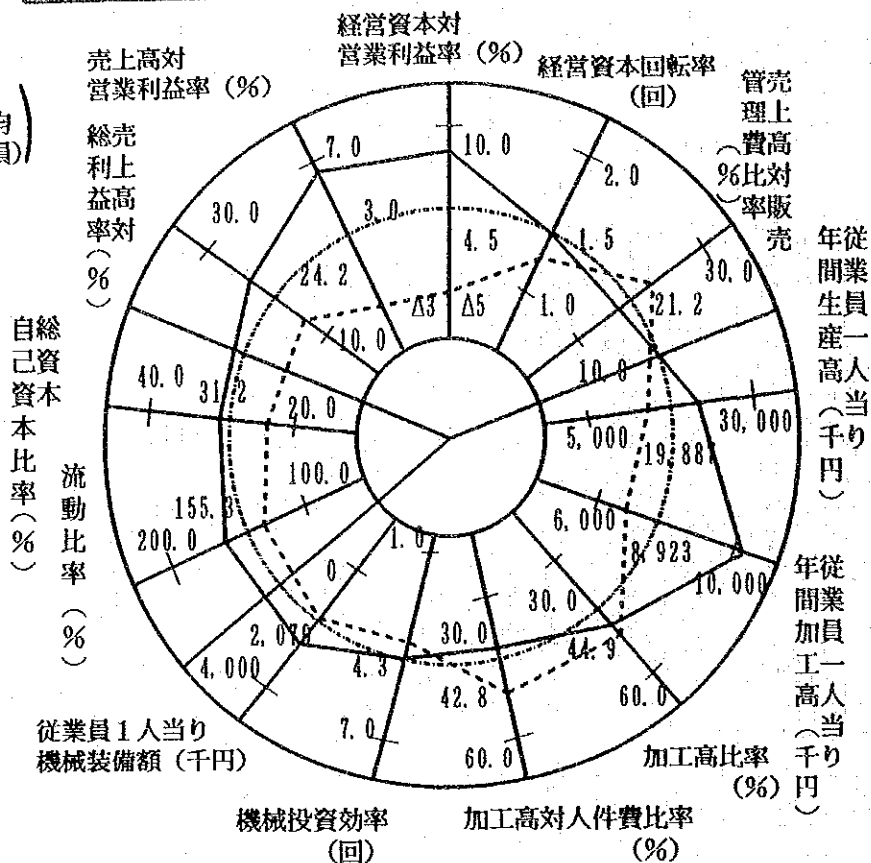 経営資本対
営業利益率（％）
売上高対
営業利益率（％）
経営資本回転率
（回）
売上高対販売
管理費比率（％）
売上高対
総利益率（％）
従業員一人当り
年間生産高（千円）
総資本
自己資本比率（％）
流動比率（％）
従業員一人当り
年間加工高（千円）
従業員１人当り
機械装備額（千円）
加工高比率
（％）
機械投資効率
（回）
加工高対人件費比率
（％）
7.0
10.0
2.0
30.0
3.0
4.5
1.5
30.0
24.2
Δ3
Δ5
1.0
21.2
10.0
40.0
31.2
20.0
5,000
30,000
19,887
100.0
155.3
200.0
1.0
6,000
8,923
10,000
0
30.0
2,078
4.3
30.0
44.9
4,000
42.8
60.0
7.0
60.0